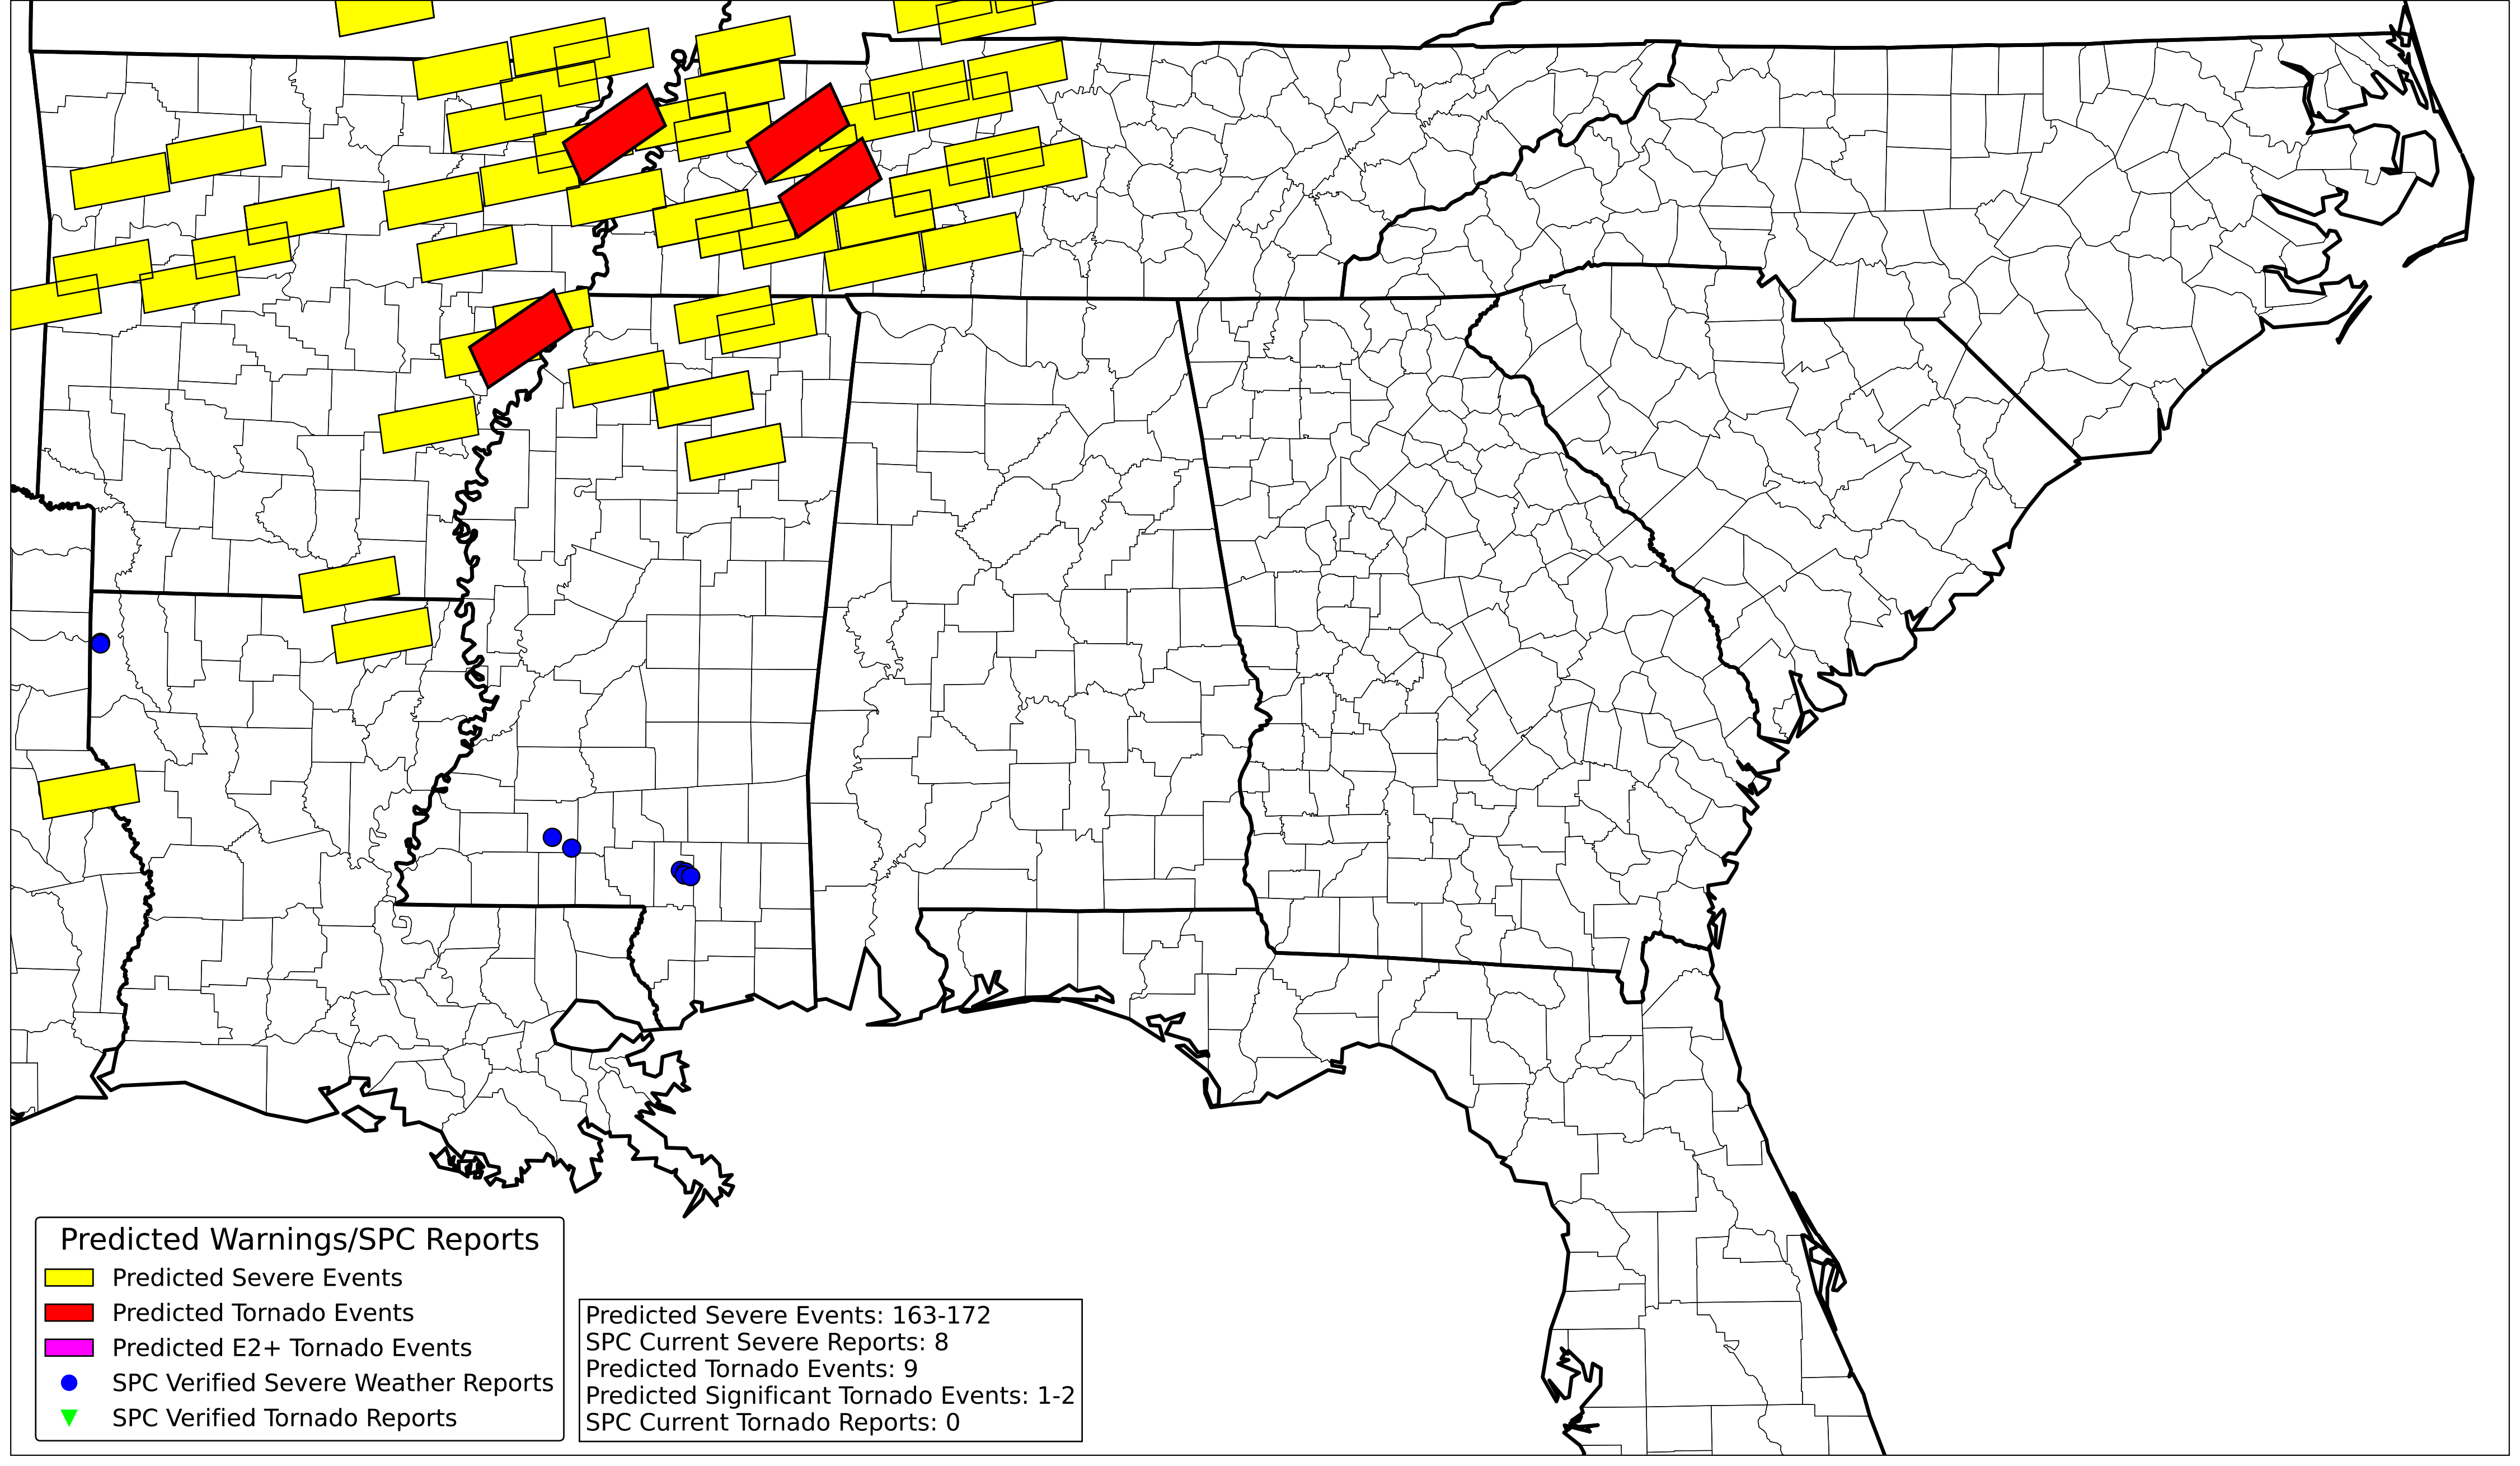 Predicted Warnings/SPC Reports
Predicted Severe Events
Predicted Tornado Events
Predicted E2+ Tornado Events
SPC Verified Severe Weather Reports
SPC Verified Tornado Reports
Predicted Severe Events: 163-172
SPC Current Severe Reports: 8
Predicted Tornado Events: 9
Predicted Significant Tornado Events: 1-2
SPC Current Tornado Reports: 0